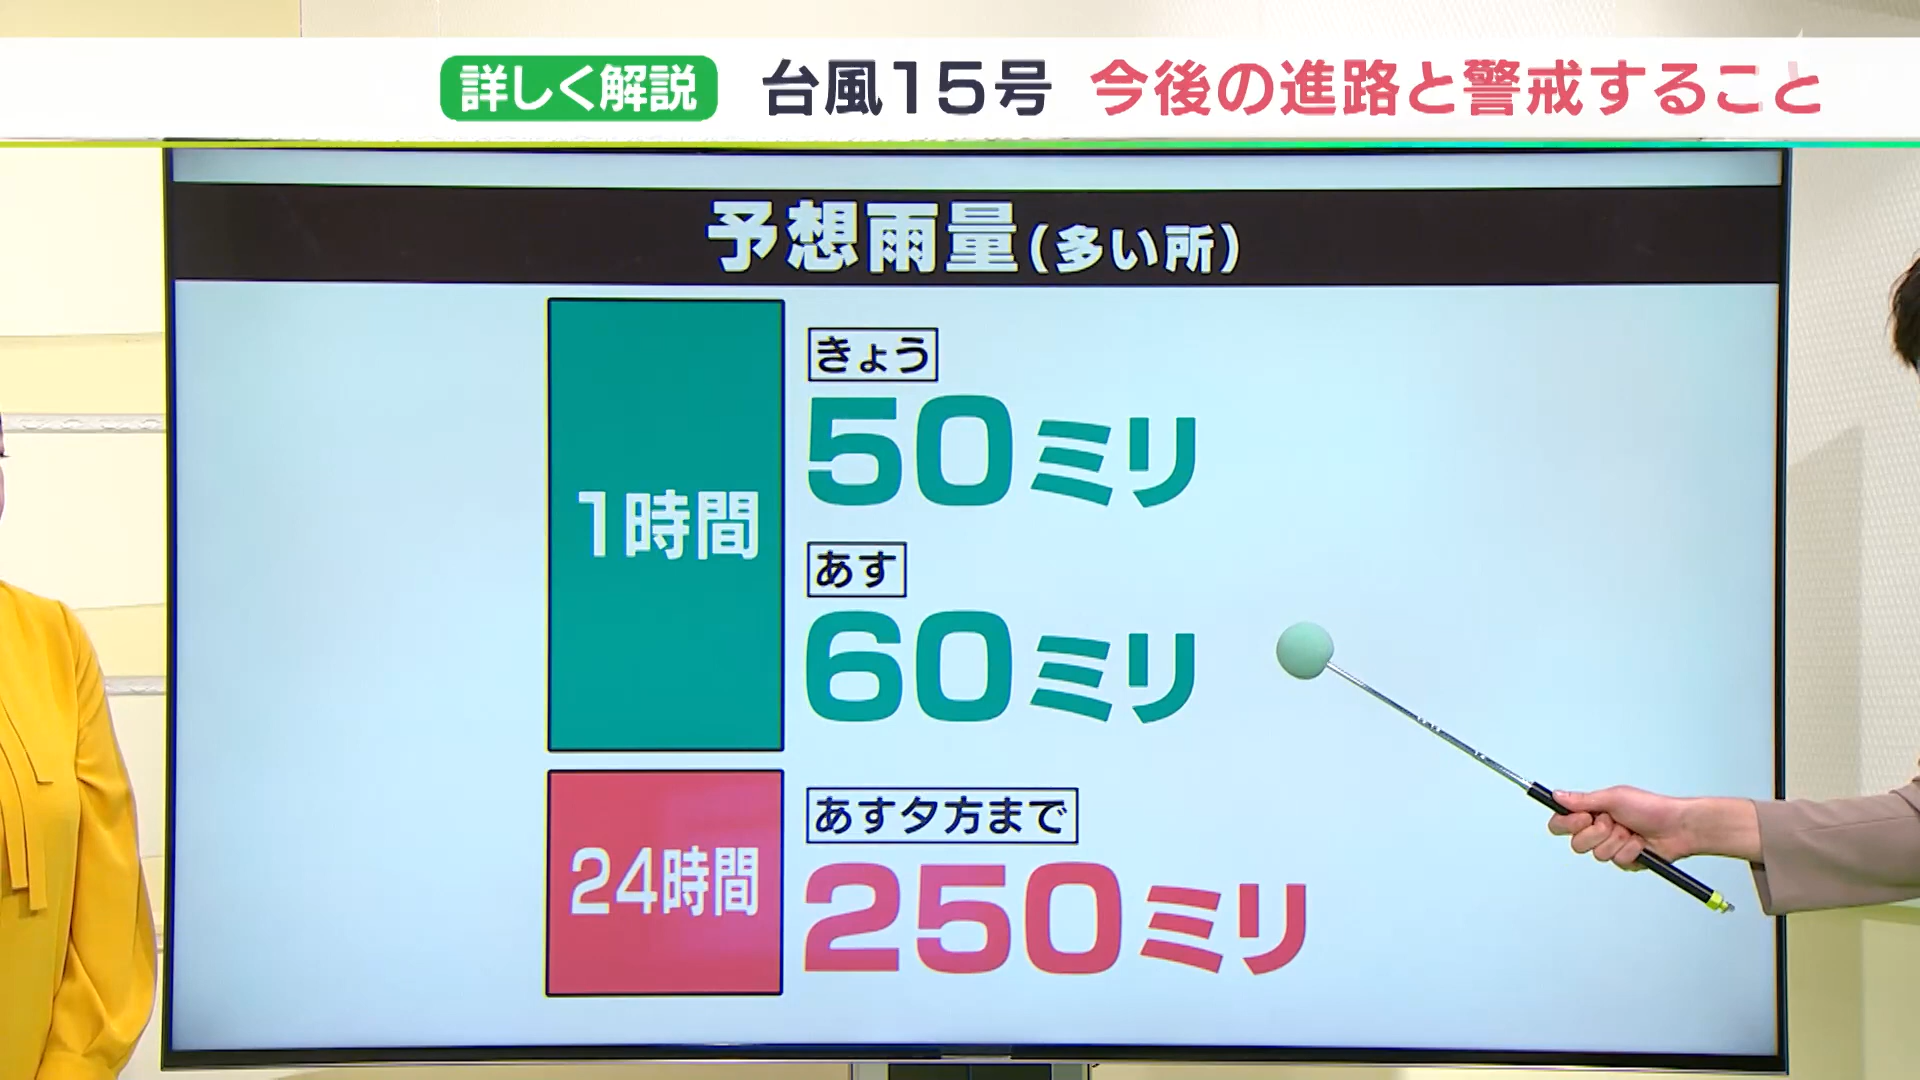 詳しく解説 台風15号 今後の進路と警戒すること
予想雨量(多い所)
1時間
きょう
50ミリ
あす
60ミリ
24時間
あす夕方まで
250ミリ